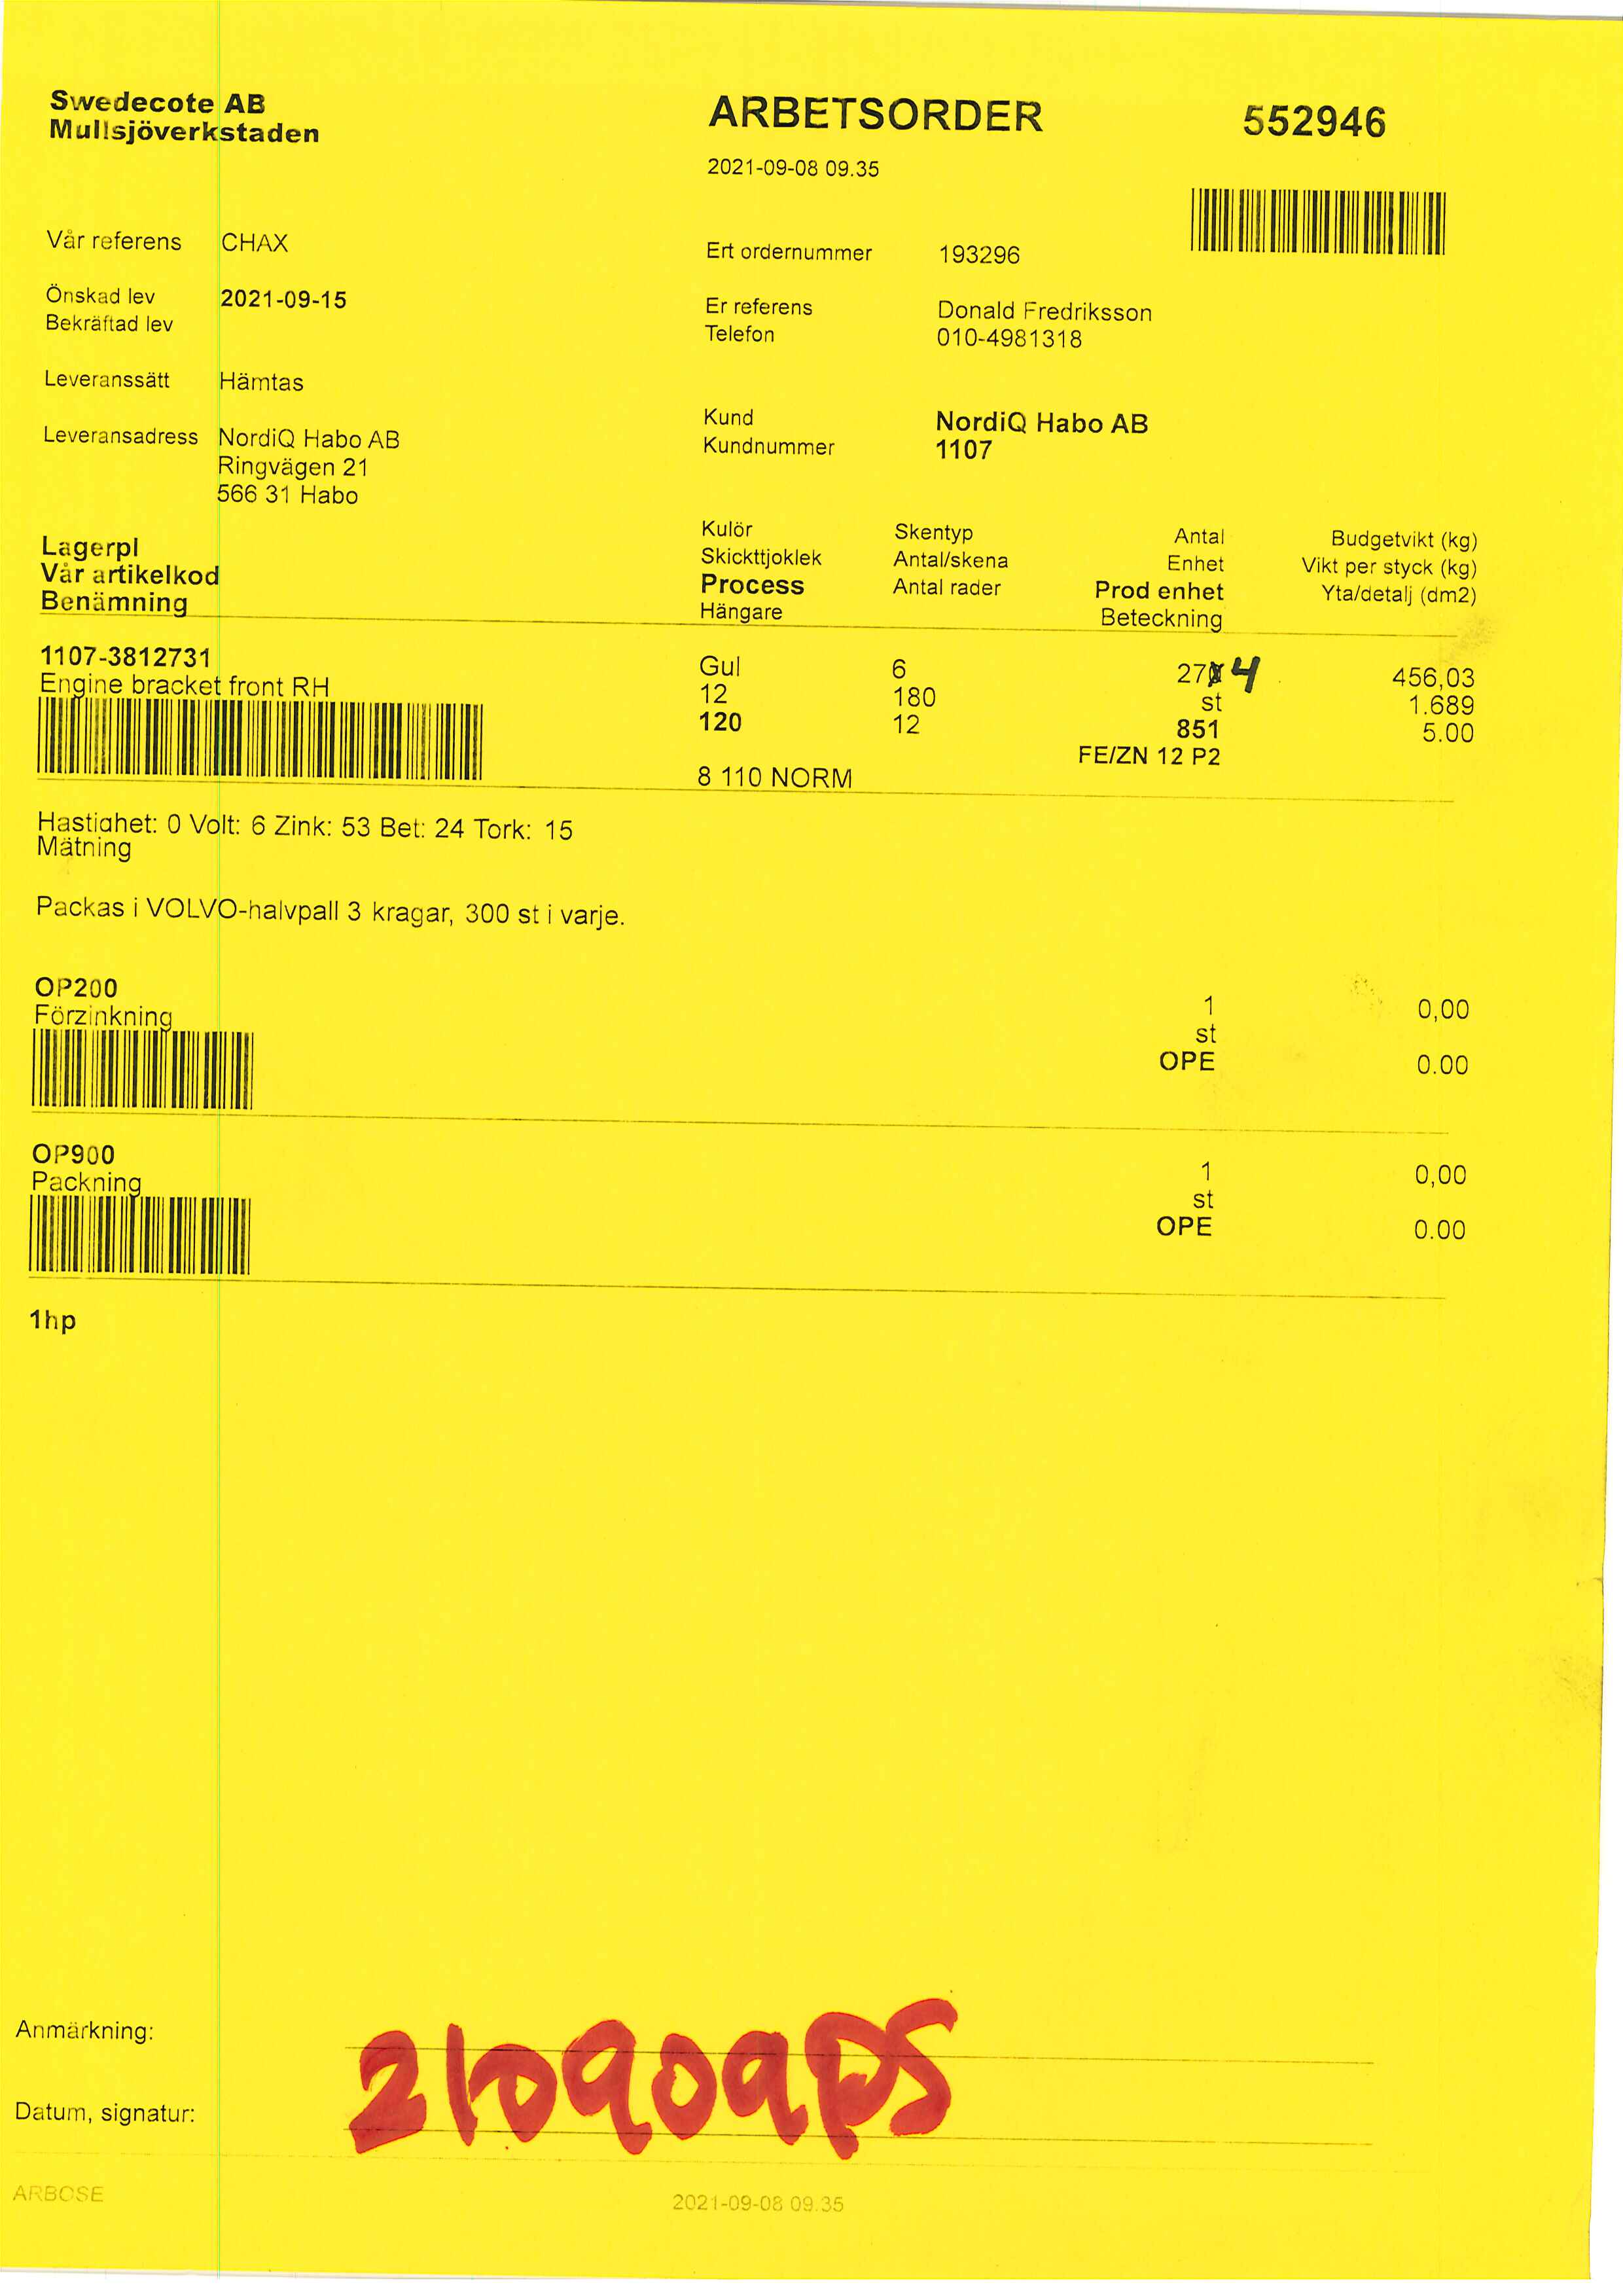 Swedecote AB
Mullsjöverkstaden
ARBETSORDER
552946
2021-09-08 09.35
Vår referens CHAX
Ert ordernummer 193296
Önskad lev 2021-09-15
Bekräftad lev
Er referens Donald Fredriksson
Telefon 010-4981318
Leveranssätt Hämtas
Kund NordiQ Habo AB
Kundnummer 1107
Leveransadress NordiQ Habo AB
Ringvägen 21
566 31 Habo
Lagerpl
Vår artikelkod
Benämning
Kulör Skentyp Antal Budgetvikt (kg)
Skickttjoklek Antal/skena Enhet Vikt per styck (kg)
Process Antal rader Prod enhet Yta/detalj (dm2)
Hängare Beteckning
1107-3812731
Engine bracket front RH
Gul 6 27 4 456,03
12 180 st 1.689
120 12 851 5.00
FE/ZN 12 P2
8 110 NORM
Hastighet: 0 Volt: 6 Zink: 53 Bet: 24 Tork: 15
Mätning
Packas i VOLVO-halvpall 3 kragar, 300 st i varje.
OP200
Förzinkning
1 0,00
st
OPE 0.00
OP900
Packning
1 0,00
st
OPE 0.00
1hp
Anmärkning:
210909 PS
Datum, signatur:
ARBOSE 2021-09-08 09.35